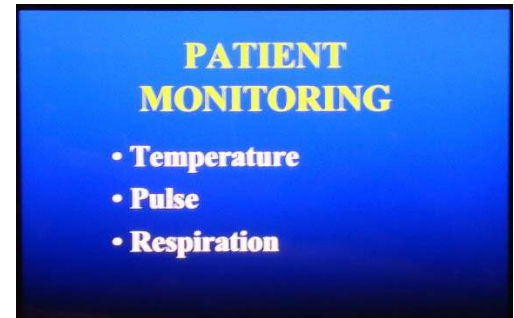 PATIENT
MONITORING
• Temperature
• Pulse
• Respiration